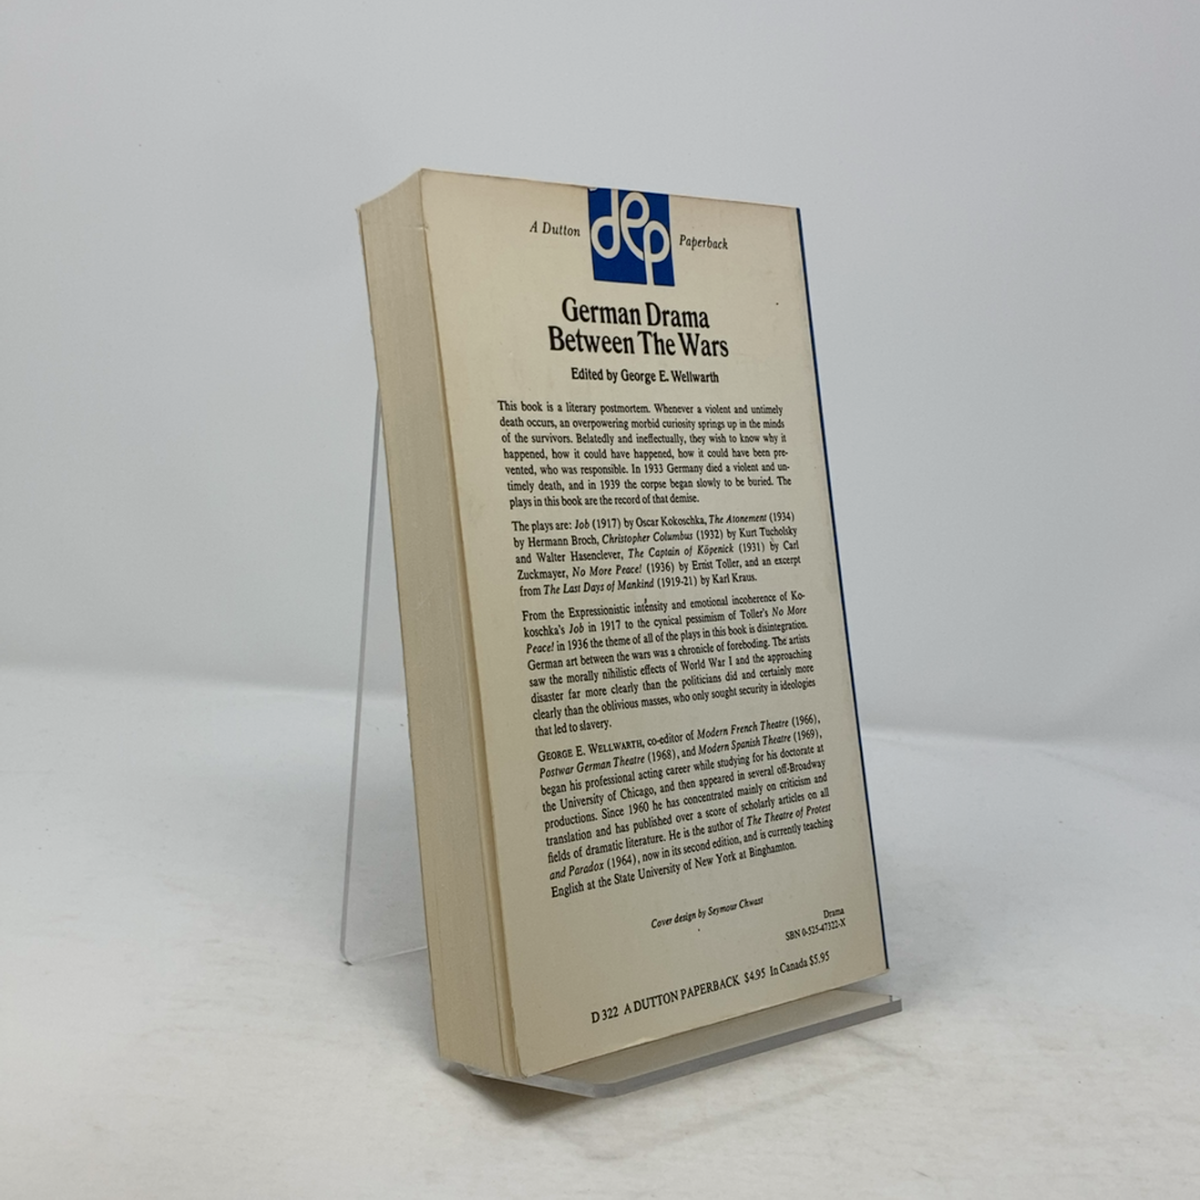 A Dutton dep Paperback
German Drama
Between The Wars
Edited by George E. Wellwarth
This book is a literary postmortem. Whenever a violent and untimely
death occurs, an overpowering morbid curiosity springs up in the minds
of the survivors. Belatedly and ineffectually, they wish to know why it
happened, how it could have happened, how it could have been pre-
vented, who was responsible. In 1933 Germany died a violent and un-
timely death, and in 1939 the corpse began slowly to be buried. The
plays in this book are the record of that demise.
The plays are: Job (1917) by Oscar Kokoschka, The Atonement (1934)
by Hermann Broch, Christopher Columbus (1932) by Kurt Tucholsky
and Walter Hasenclever, The Captain of Köpenick (1931) by Carl
Zuckmayer, No More Peace! (1936) by Ernst Toller, and an excerpt
from The Last Days of Mankind (1919-21) by Karl Kraus.
From the Expressionistic intensity and emotional incoherence of Ko-
koschka's Job in 1917 to the cynical pessimism of Toller's No More
Peace! in 1936 the theme of all of the plays in this book is disintegration.
German art between the wars was a chronicle of foreboding. The artists
saw the morally nihilistic effects of World War I and the approaching
disaster far more clearly than the politicians did and certainly more
clearly than the oblivious masses, who only sought security in ideologies
that led to slavery.
GEORGE E. WELLWARTH, co-editor of Modern French Theatre (1966),
Postwar German Theatre (1968), and Modern Spanish Theatre (1969),
began his professional acting career while studying for his doctorate at
the University of Chicago, and then appeared in several off-Broadway
productions. Since 1960 he has concentrated mainly on criticism and
translation and has published over a score of scholarly articles on all
fields of dramatic literature. He is the author of The Theatre of Protest
and Paradox (1964), now in its second edition, and is currently teaching
English at the State University of New York at Binghamton.
Cover design by Seymour Chwast
Drama
SBN 0-525-47322-X
D 322 A DUTTON PAPERBACK $4.95 In Canada $5.95